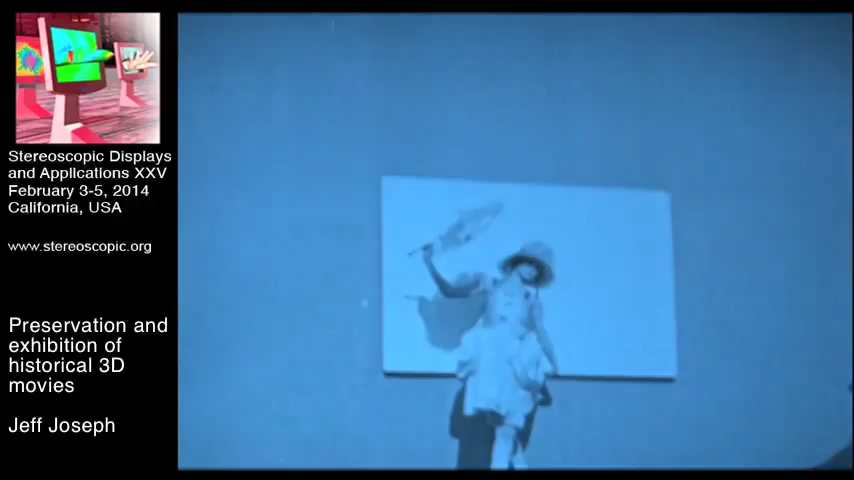 Stereoscopic Displays
and Applications XXV
February 3-5, 2014
California, USA
www.stereoscopic.org
Preservation and
exhibition of
historical 3D
movies
Jeff Joseph